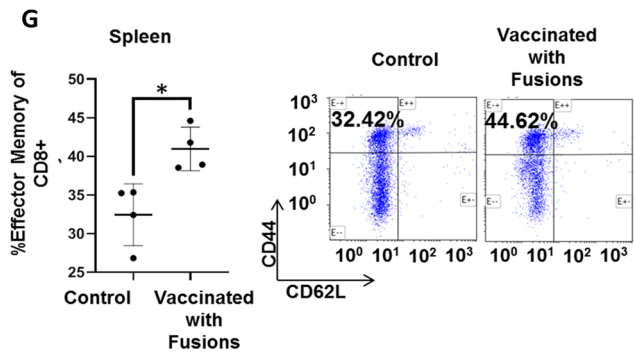 G
Spleen
%Effector Memory of
CD8+
50
45
40
35
30
25
*
Control
Vaccinated
with
Fusions
Control
Vaccinated
with
Fusions
10³
10²
10¹
10⁰
E-+
E++
32.42%
E--
E+-
10⁰ 10¹ 10² 10³
E-+
E++
44.62%
E--
E+-
10⁰ 10¹ 10² 10³
CD44
CD62L